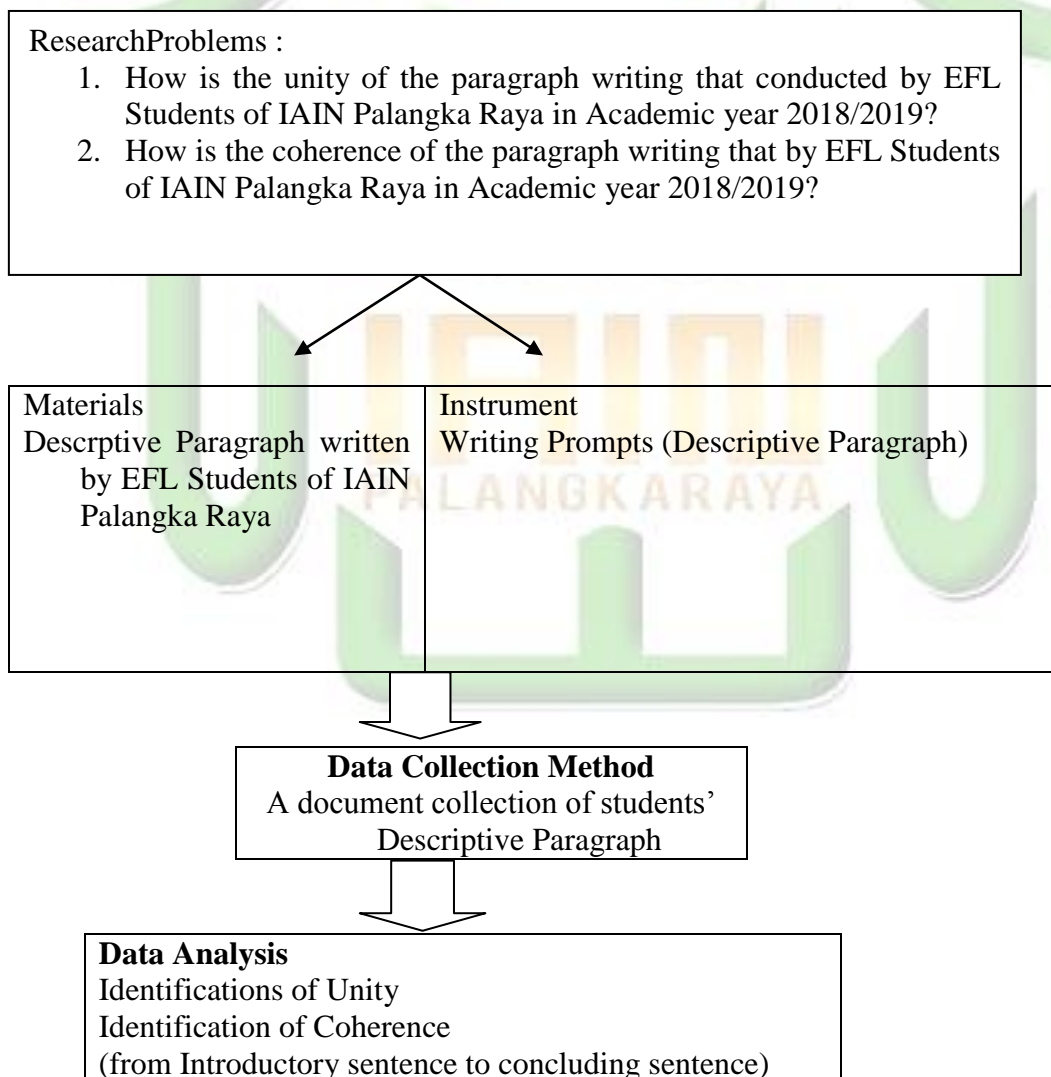 ResearchProblems :
1. How is the unity of the paragraph writing that conducted by EFL
Students of IAIN Palangka Raya in Academic year 2018/2019?
2. How is the coherence of the paragraph writing that by EFL Students
of IAIN Palangka Raya in Academic year 2018/2019?
IAIN
PALANGKARAYA
Materials
Descrptive Paragraph written
by EFL Students of IAIN
Palangka Raya
Instrument
Writing Prompts (Descriptive Paragraph)
Data Collection Method
A document collection of students’
Descriptive Paragraph
Data Analysis
Identifications of Unity
Identification of Coherence
(from Introductory sentence to concluding sentence)